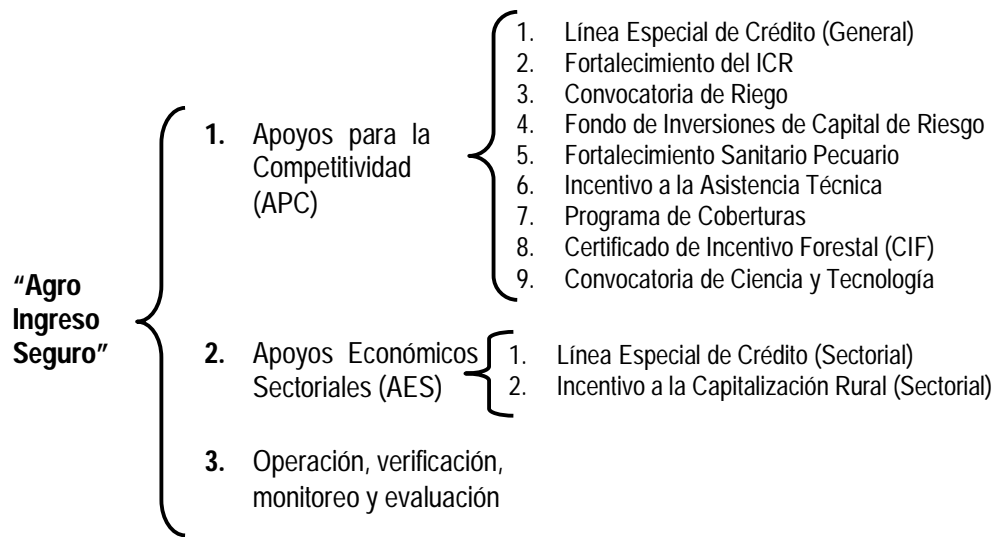 “Agro
Ingreso
Seguro”
1. Apoyos para la
Competitividad
(APC)
1. Línea Especial de Crédito (General)
2. Fortalecimiento del ICR
3. Convocatoria de Riego
4. Fondo de Inversiones de Capital de Riesgo
5. Fortalecimiento Sanitario Pecuario
6. Incentivo a la Asistencia Técnica
7. Programa de Coberturas
8. Certificado de Incentivo Forestal (CIF)
9. Convocatoria de Ciencia y Tecnología
2. Apoyos Económicos
Sectoriales (AES)
1. Línea Especial de Crédito (Sectorial)
2. Incentivo a la Capitalización Rural (Sectorial)
3. Operación, verificación,
monitoreo y evaluación